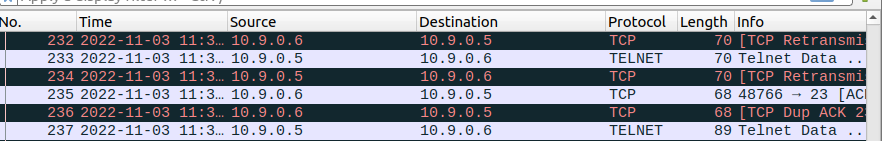 No. Time Source Destination Protocol Length Info
232 2022-11-03 11:3… 10.9.0.6 10.9.0.5 TCP 70 [TCP Retransmi
233 2022-11-03 11:3… 10.9.0.5 10.9.0.6 TELNET 70 Telnet Data ..
234 2022-11-03 11:3… 10.9.0.5 10.9.0.6 TCP 70 [TCP Retransmi
235 2022-11-03 11:3… 10.9.0.6 10.9.0.5 TCP 68 48766 → 23 [ACK
236 2022-11-03 11:3… 10.9.0.6 10.9.0.5 TCP 68 [TCP Dup ACK 23
237 2022-11-03 11:3… 10.9.0.5 10.9.0.6 TELNET 89 Telnet Data ..